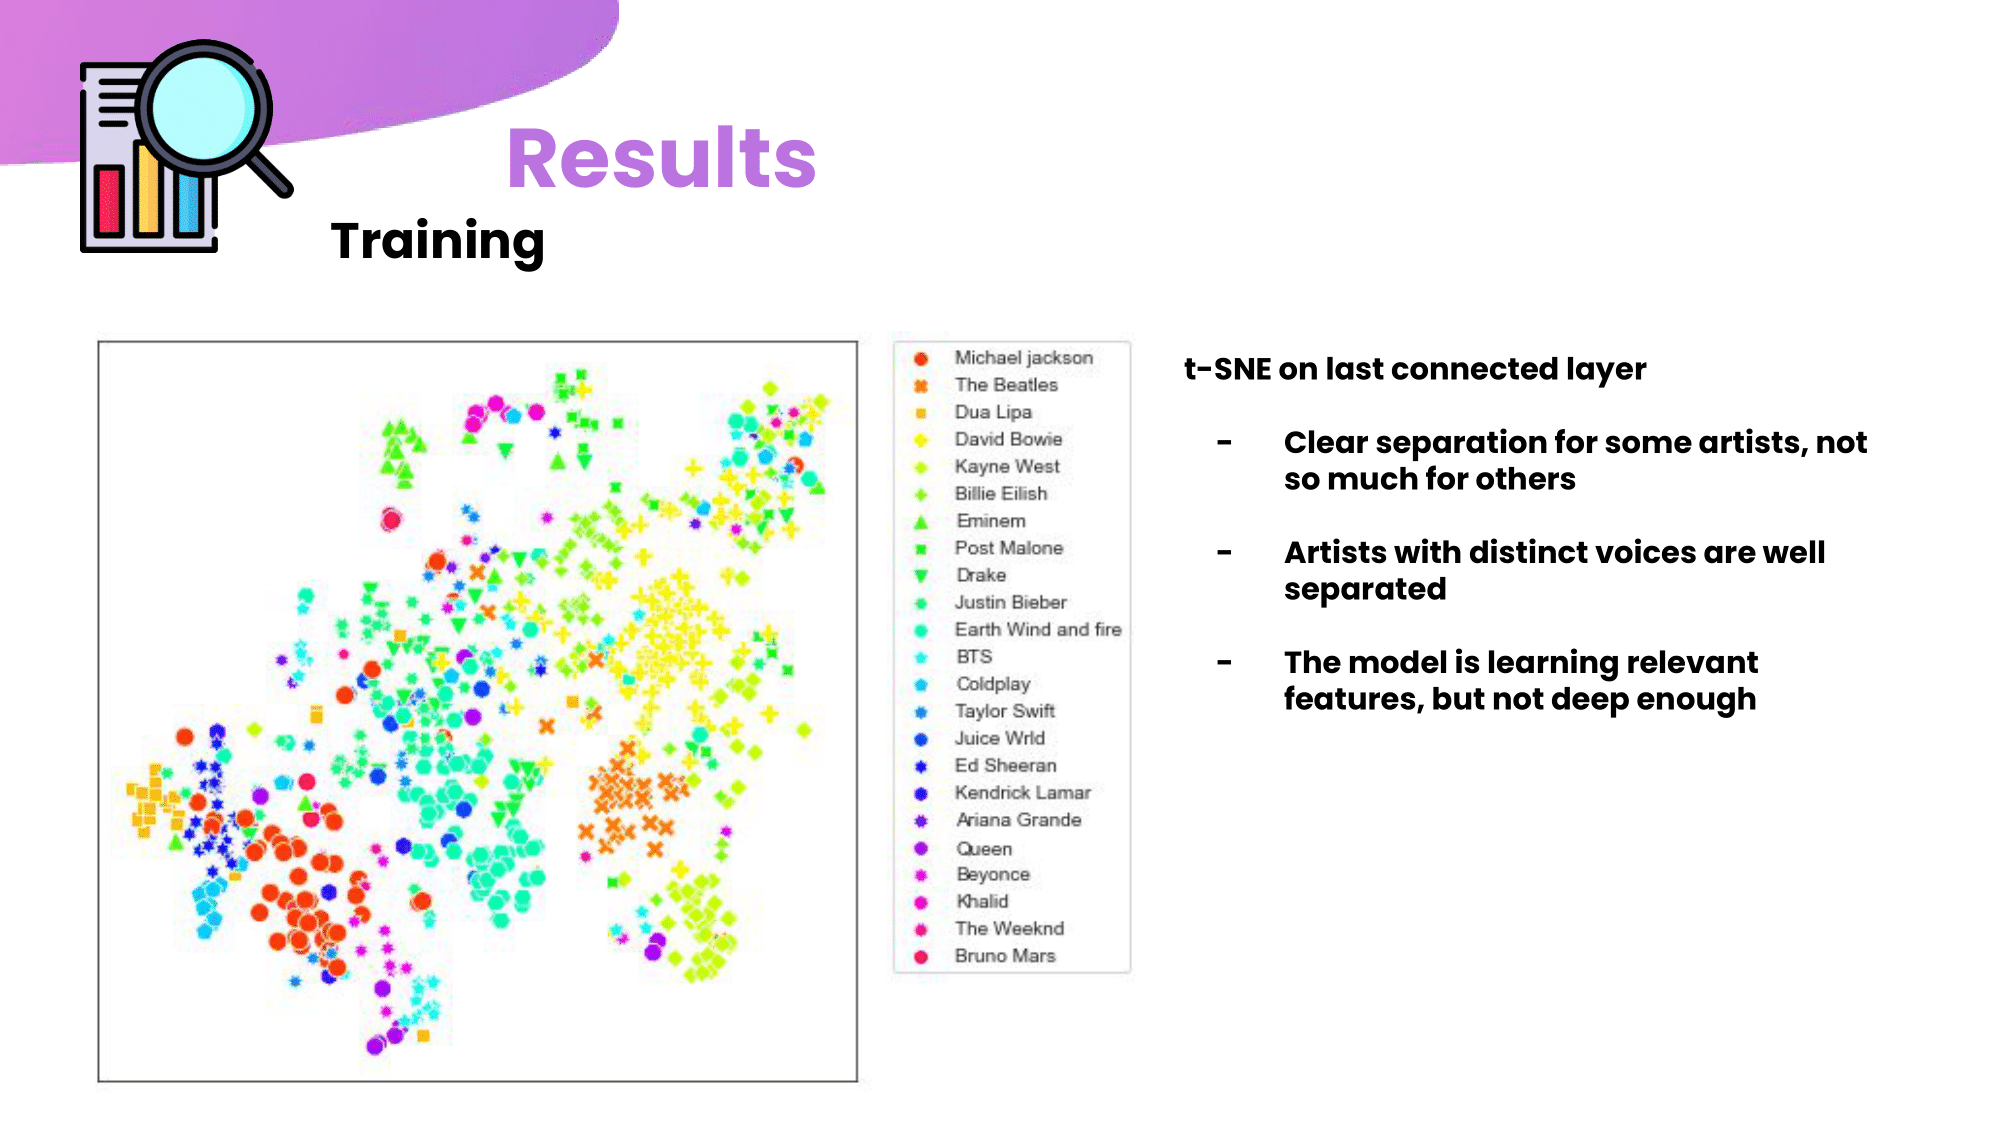 Results
Training
Michael jackson
The Beatles
Dua Lipa
David Bowie
Kayne West
Billie Eilish
Eminem
Post Malone
Drake
Justin Bieber
Earth Wind and fire
BTS
Coldplay
Taylor Swift
Juice Wrld
Ed Sheeran
Kendrick Lamar
Ariana Grande
Queen
Beyonce
Khalid
The Weeknd
Bruno Mars
t-SNE on last connected layer
- Clear separation for some artists, not
so much for others
- Artists with distinct voices are well
separated
- The model is learning relevant
features, but not deep enough